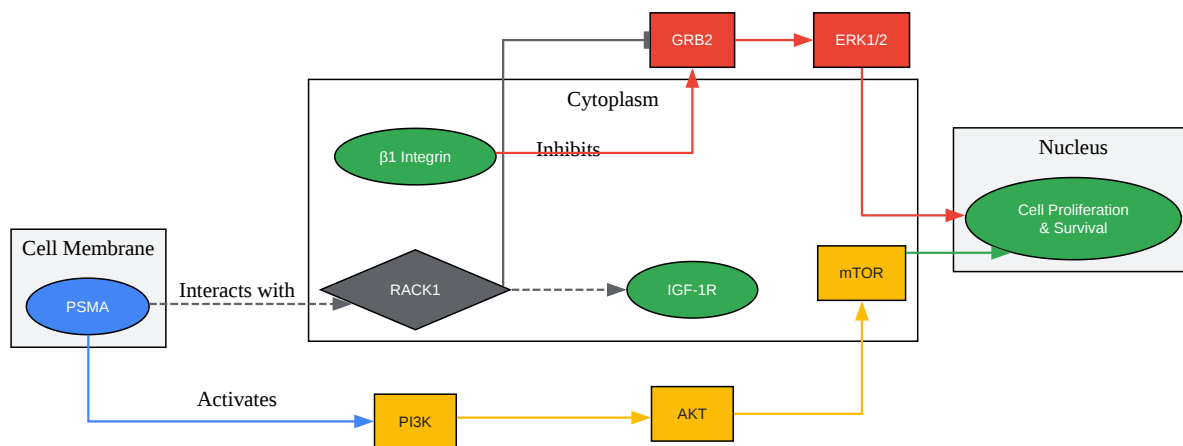 GRB2
ERK1/2
Cytoplasm
β1 Integrin
Inhibits
Nucleus
Cell Proliferation
& Survival
Cell Membrane
PSMA
Interacts with
RACK1
IGF-1R
mTOR
Activates
PI3K
AKT